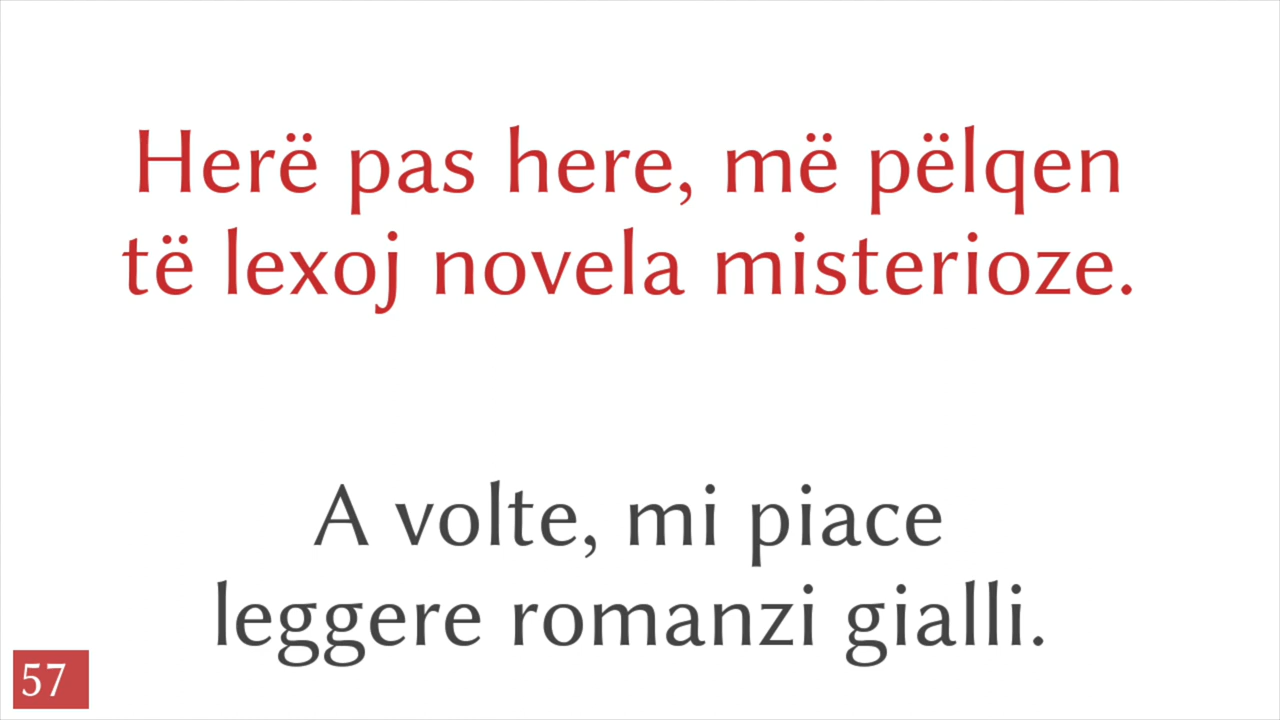 Herë pas here, më pëlqen
të lexoj novela misterioze.
A volte, mi piace
leggere romanzi gialli.
57